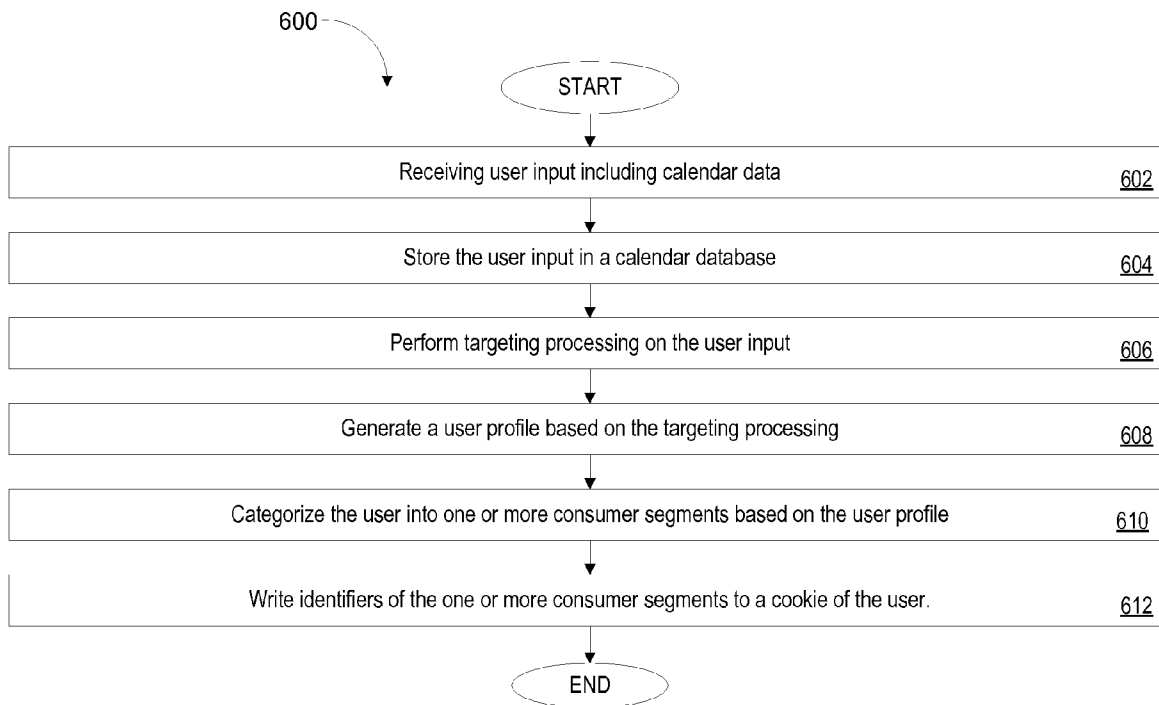 600
START
Receiving user input including calendar data
602
Store the user input in a calendar database
604
Perform targeting processing on the user input
606
Generate a user profile based on the targeting processing
608
Categorize the user into one or more consumer segments based on the user profile
610
Write identifiers of the one or more consumer segments to a cookie of the user.
612
END